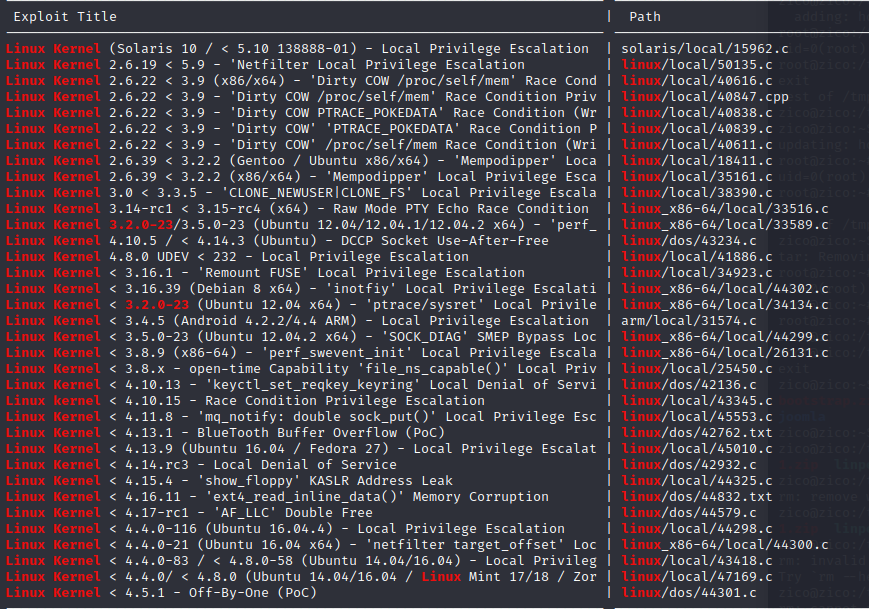 Exploit Title | Path
Linux Kernel (Solaris 10 / < 5.10 138888-01) - Local Privilege Escalation | solaris/local/15962.c
Linux Kernel 2.6.19 < 5.9 - 'Netfilter Local Privilege Escalation | linux/local/50135.c
Linux Kernel 2.6.22 < 3.9 (x86/x64) - 'Dirty COW /proc/self/mem' Race Cond | linux/local/40616.c
Linux Kernel 2.6.22 < 3.9 - 'Dirty COW /proc/self/mem' Race Condition Priv | linux/local/40847.cpp
Linux Kernel 2.6.22 < 3.9 - 'Dirty COW PTRACE_POKEDATA' Race Condition (Wr | linux/local/40838.c
Linux Kernel 2.6.22 < 3.9 - 'Dirty COW' 'PTRACE_POKEDATA' Race Condition P | linux/local/40839.c
Linux Kernel 2.6.22 < 3.9 - 'Dirty COW' /proc/self/mem Race Condition (Wri | linux/local/40611.c
Linux Kernel 2.6.39 < 3.2.2 (Gentoo / Ubuntu x86/x64) - 'Mempodipper' Loca | linux/local/18411.c
Linux Kernel 2.6.39 < 3.2.2 (x86/x64) - 'Mempodipper' Local Privilege Esca | linux/local/35161.c
Linux Kernel 3.0 < 3.3.5 - 'CLONE_NEWUSER|CLONE_FS' Local Privilege Escala | linux/local/38390.c
Linux Kernel 3.14-rc1 < 3.15-rc4 (x64) - Raw Mode PTY Echo Race Condition | linux_x86-64/local/33516.c
Linux Kernel 3.2.0-23/3.5.0-23 (Ubuntu 12.04/12.04.1/12.04.2 x64) - 'perf_ | linux_x86-64/local/33589.c
Linux Kernel 4.10.5 / < 4.14.3 (Ubuntu) - DCCP Socket Use-After-Free | linux/dos/43234.c
Linux Kernel 4.8.0 UDEV < 232 - Local Privilege Escalation | linux/local/41886.c
Linux Kernel < 3.16.1 - 'Remount FUSE' Local Privilege Escalation | linux/local/34923.c
Linux Kernel < 3.16.39 (Debian 8 x64) - 'inotfiy' Local Privilege Escalati | linux_x86-64/local/44302.c
Linux Kernel < 3.2.0-23 (Ubuntu 12.04 x64) - 'ptrace/sysret' Local Privile | linux_x86-64/local/34134.c
Linux Kernel < 3.4.5 (Android 4.2.2/4.4 ARM) - Local Privilege Escalation | arm/local/31574.c
Linux Kernel < 3.5.0-23 (Ubuntu 12.04.2 x64) - 'SOCK_DIAG' SMEP Bypass Loc | linux_x86-64/local/44299.c
Linux Kernel < 3.8.9 (x86-64) - 'perf_swevent_init' Local Privilege Escala | linux_x86-64/local/26131.c
Linux Kernel < 3.8.x - open-time Capability 'file_ns_capable()' Local Priv | linux/local/25450.c
Linux Kernel < 4.10.13 - 'keyctl_set_reqkey_keyring' Local Denial of Servi | linux/dos/42136.c
Linux Kernel < 4.10.15 - Race Condition Privilege Escalation | linux/local/43345.c
Linux Kernel < 4.11.8 - 'mq_notify: double sock_put()' Local Privilege Esc | linux/local/45553.c
Linux Kernel < 4.13.1 - BlueTooth Buffer Overflow (PoC) | linux/dos/42762.txt
Linux Kernel < 4.13.9 (Ubuntu 16.04 / Fedora 27) - Local Privilege Escalat | linux/local/45010.c
Linux Kernel < 4.14.rc3 - Local Denial of Service | linux/dos/42932.c
Linux Kernel < 4.15.4 - 'show_floppy' KASLR Address Leak | linux/local/44325.c
Linux Kernel < 4.16.11 - 'ext4_read_inline_data()' Memory Corruption | linux/dos/44832.txt
Linux Kernel < 4.17-rc1 - 'AF_LLC' Double Free | linux/dos/44579.c
Linux Kernel < 4.4.0-116 (Ubuntu 16.04.4) - Local Privilege Escalation | linux/local/44298.c
Linux Kernel < 4.4.0-21 (Ubuntu 16.04 x64) - 'netfilter target_offset' Loc | linux_x86-64/local/44300.c
Linux Kernel < 4.4.0-83 / < 4.8.0-58 (Ubuntu 14.04/16.04) - Local Privileg | linux/local/43418.c
Linux Kernel < 4.4.0/ < 4.8.0 (Ubuntu 14.04/16.04 / Linux Mint 17/18 / Zor | linux/local/47169.c
Linux Kernel < 4.5.1 - Off-By-One (PoC) | linux/dos/44301.c